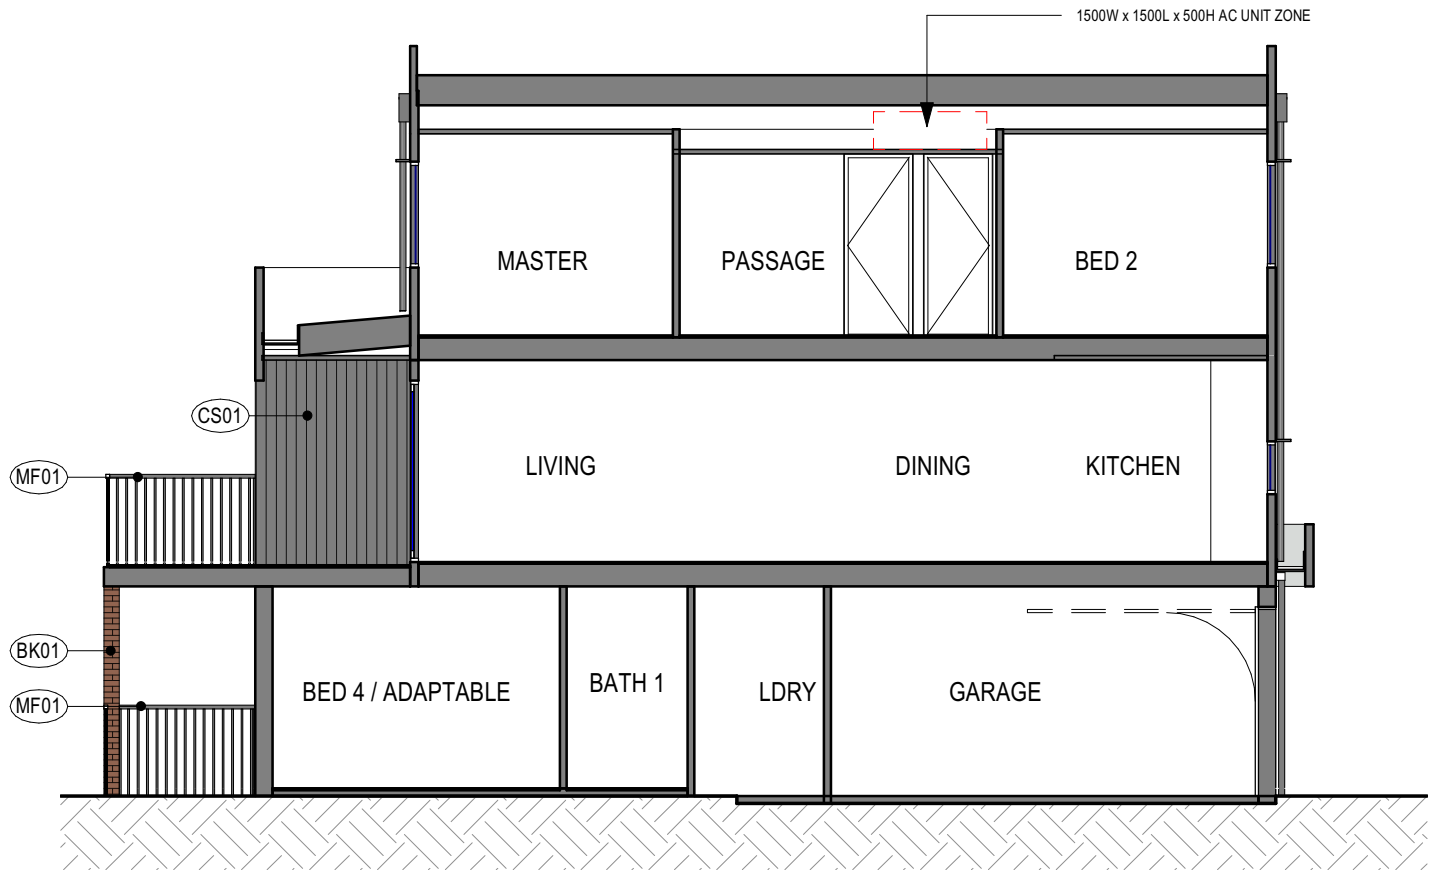 1500W x 1500L x 500H AC UNIT ZONE
MASTER
PASSAGE
BED 2
CS01
LIVING
DINING
KITCHEN
MF01
BK01
BED 4 / ADAPTABLE
BATH 1
LDRY
GARAGE
MF01